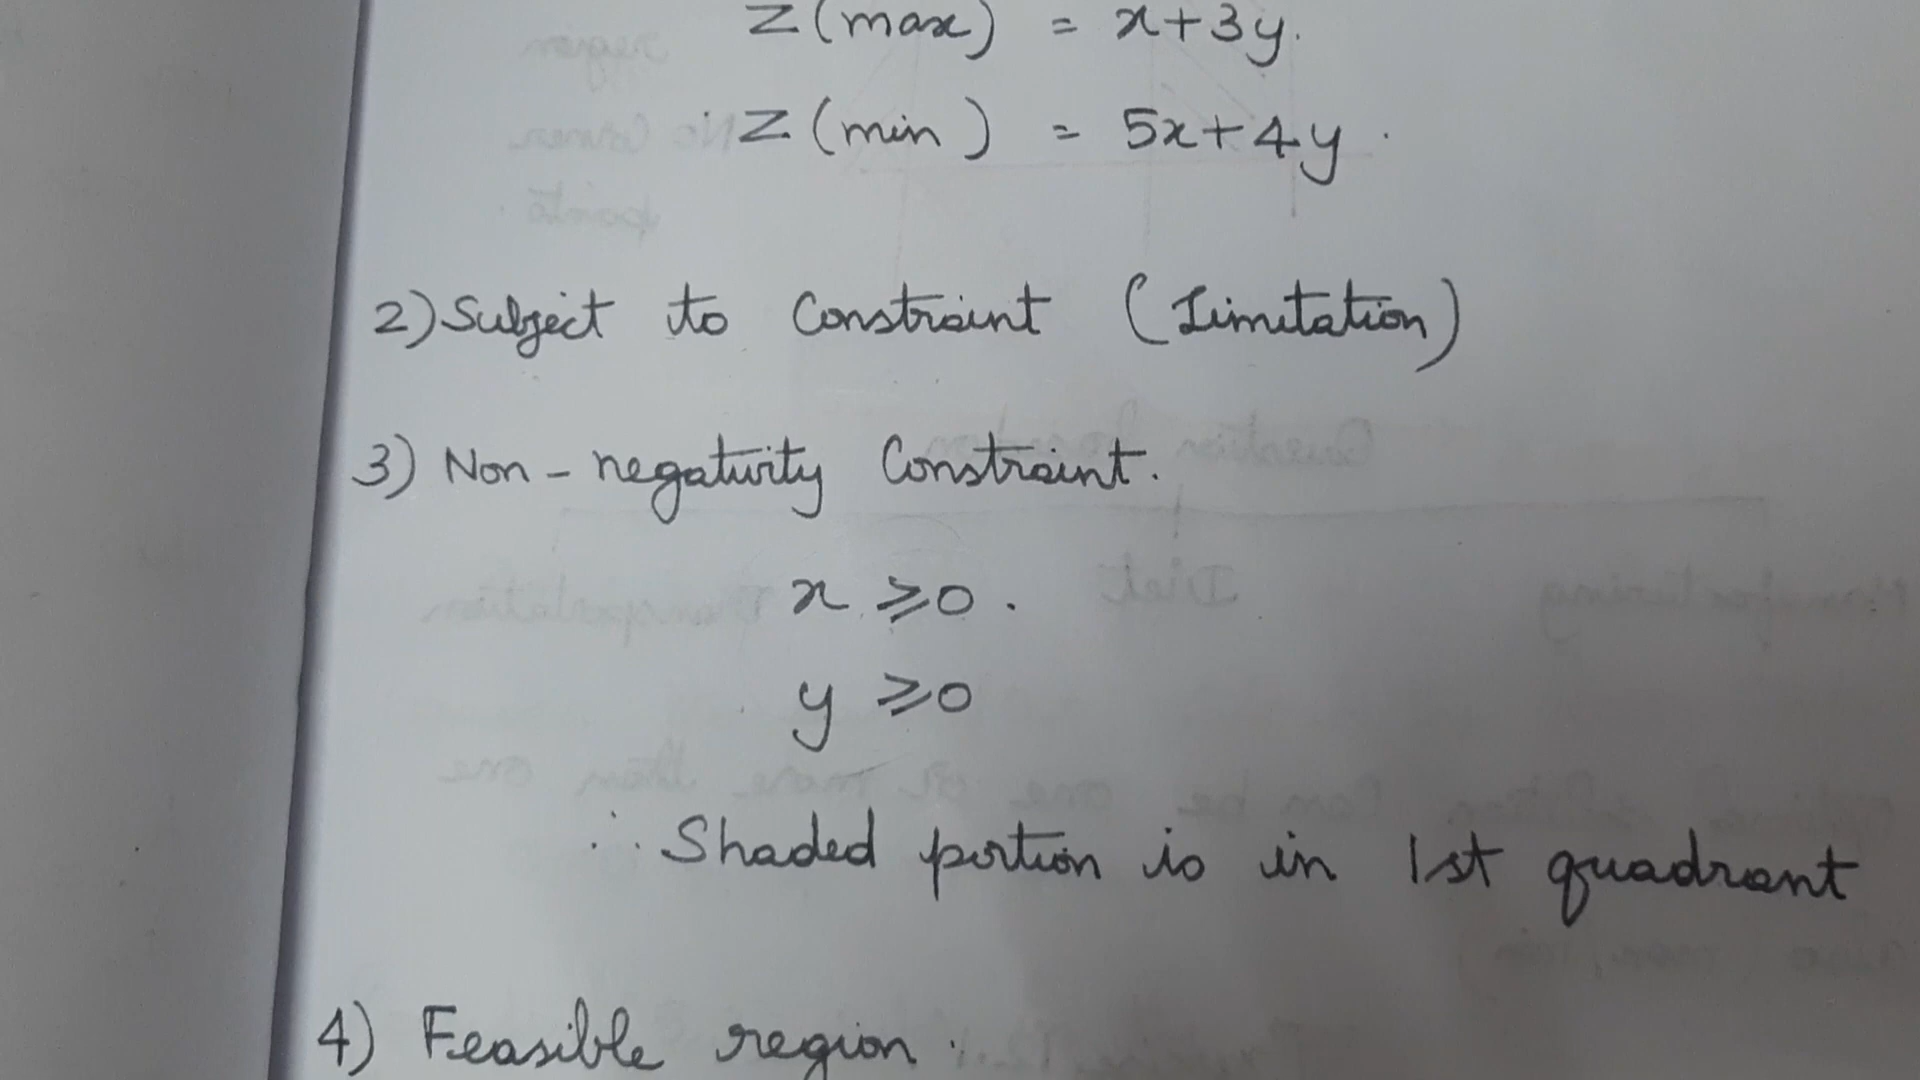 Z (max) = x+3y.
Z (min) = 5x+4y.
2) Subject to Constraint (Limitation)
3) Non-negativity Constraint.
x ⩾0.
y ⩾0
∴ Shaded portion is in 1st quadrant
4) Feasible region.